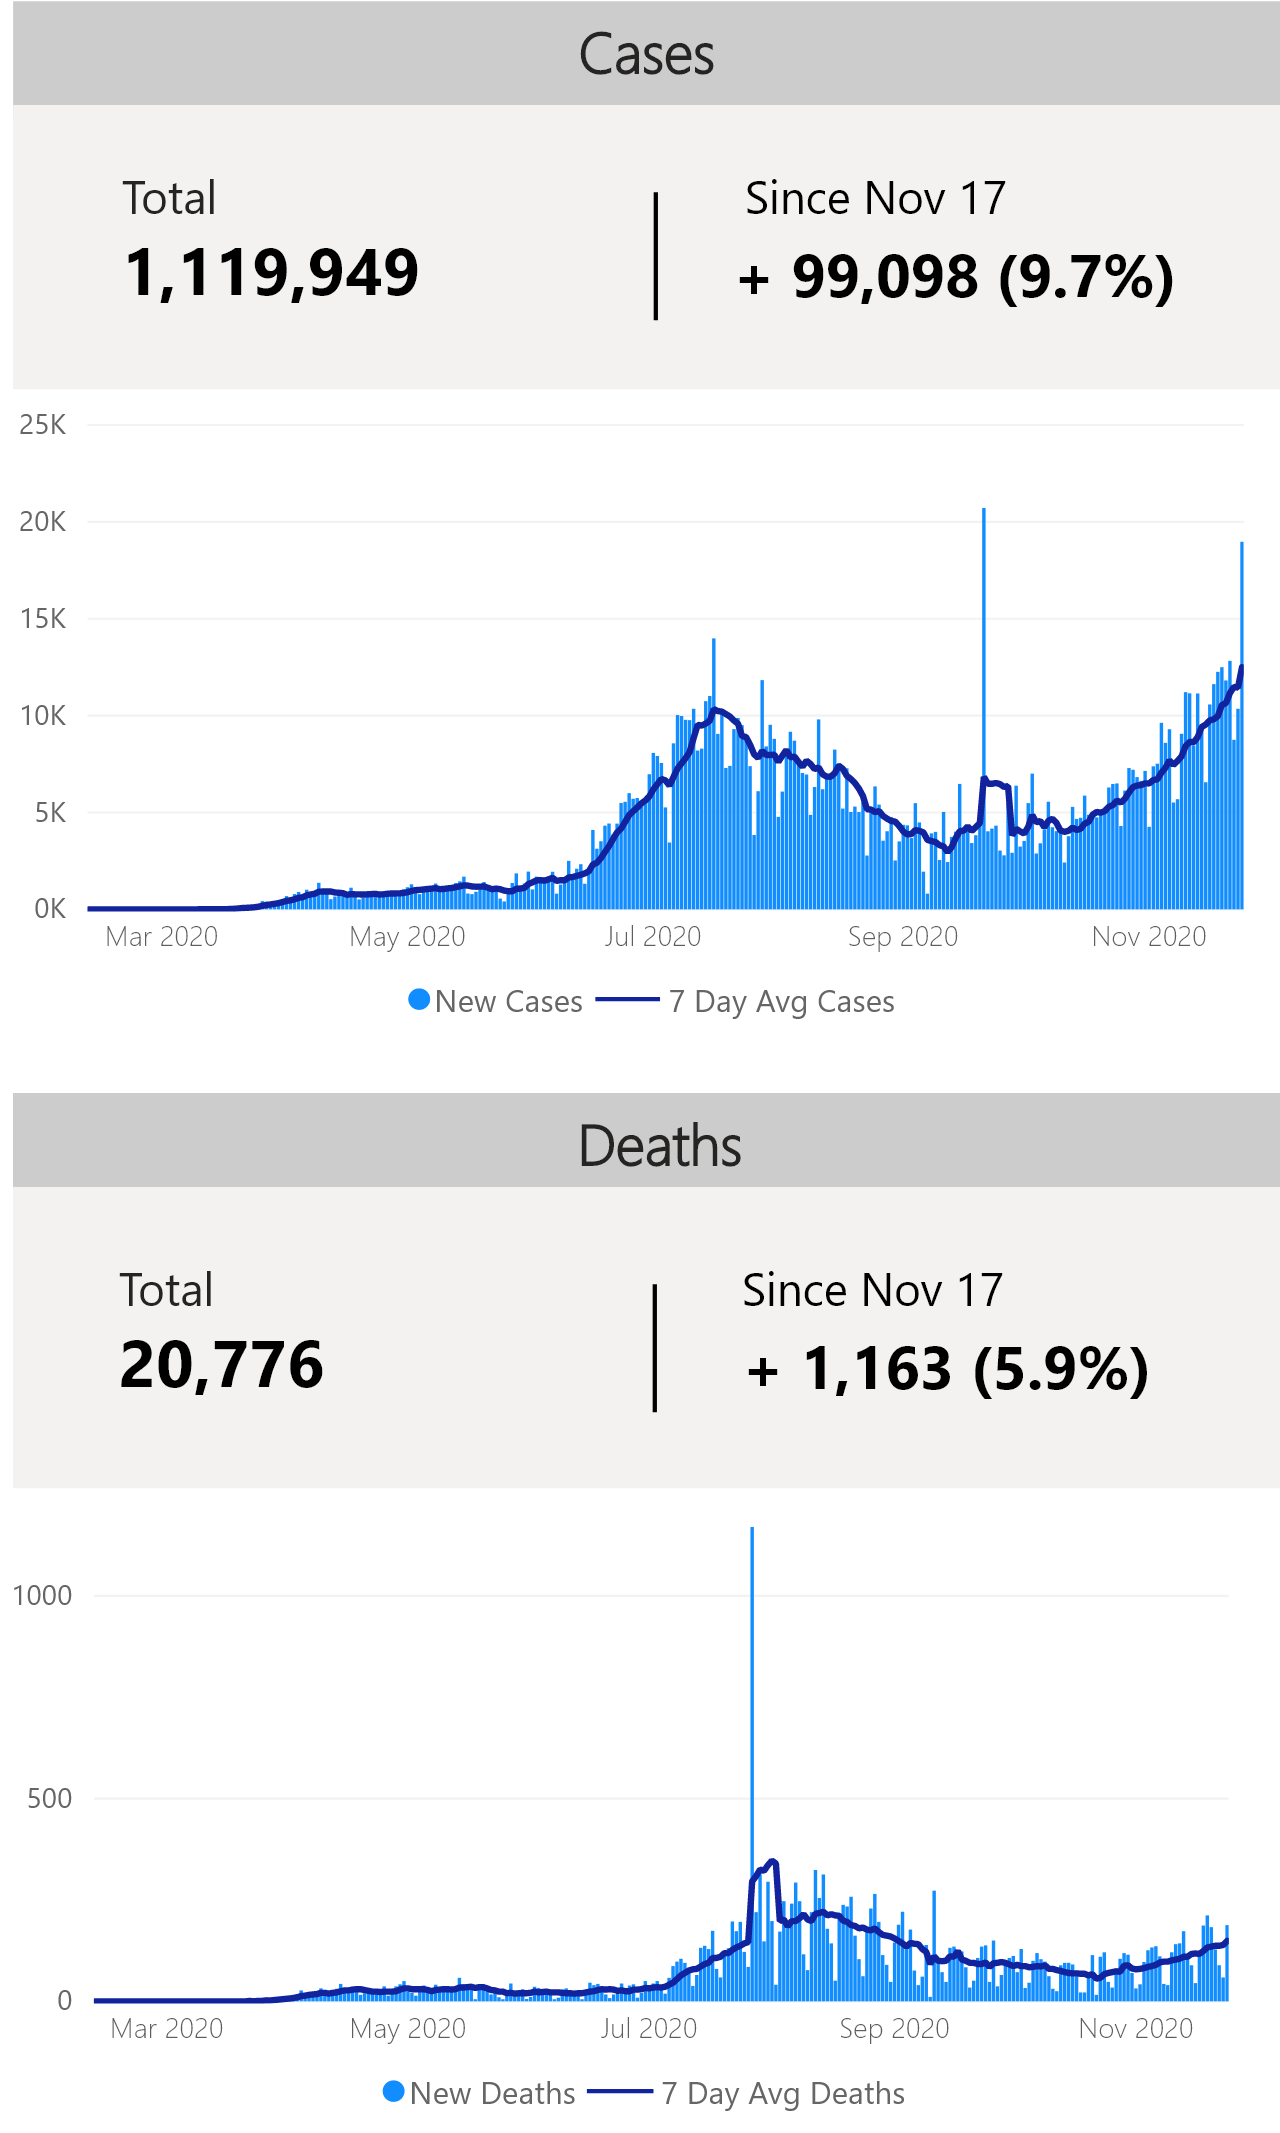 Cases
Total
Since Nov 17
1,119,949
+ 99,098 (9.7%)
25K
20K
15K
10K
5K
0K
Mar 2020 May 2020 Jul 2020 Sep 2020 Nov 2020
New Cases 7 Day Avg Cases
Deaths
Total
Since Nov 17
20,776
+ 1,163 (5.9%)
1000
500
0
Mar 2020 May 2020 Jul 2020 Sep 2020 Nov 2020
New Deaths 7 Day Avg Deaths